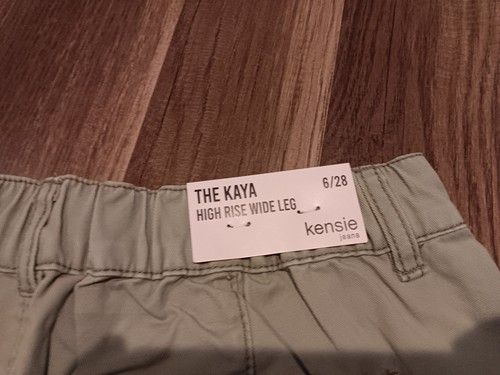 THE KAYA 6/28
HIGH RISE WIDE LEG
kensie
jeans